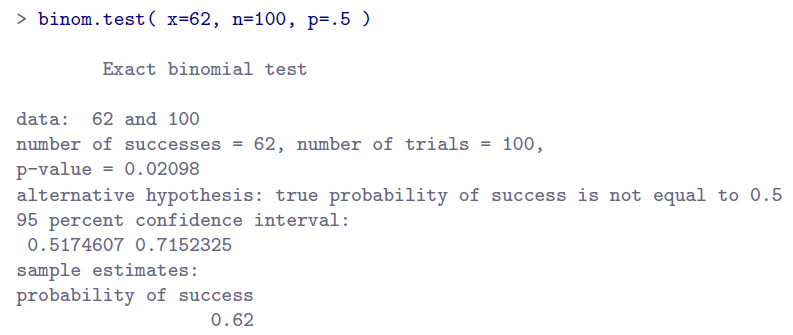 > binom.test( x=62, n=100, p=.5 )
Exact binomial test
data:  62 and 100
number of successes = 62, number of trials = 100,
p-value = 0.02098
alternative hypothesis: true probability of success is not equal to 0.5
95 percent confidence interval:
0.5174607 0.7152325
sample estimates:
probability of success
0.62